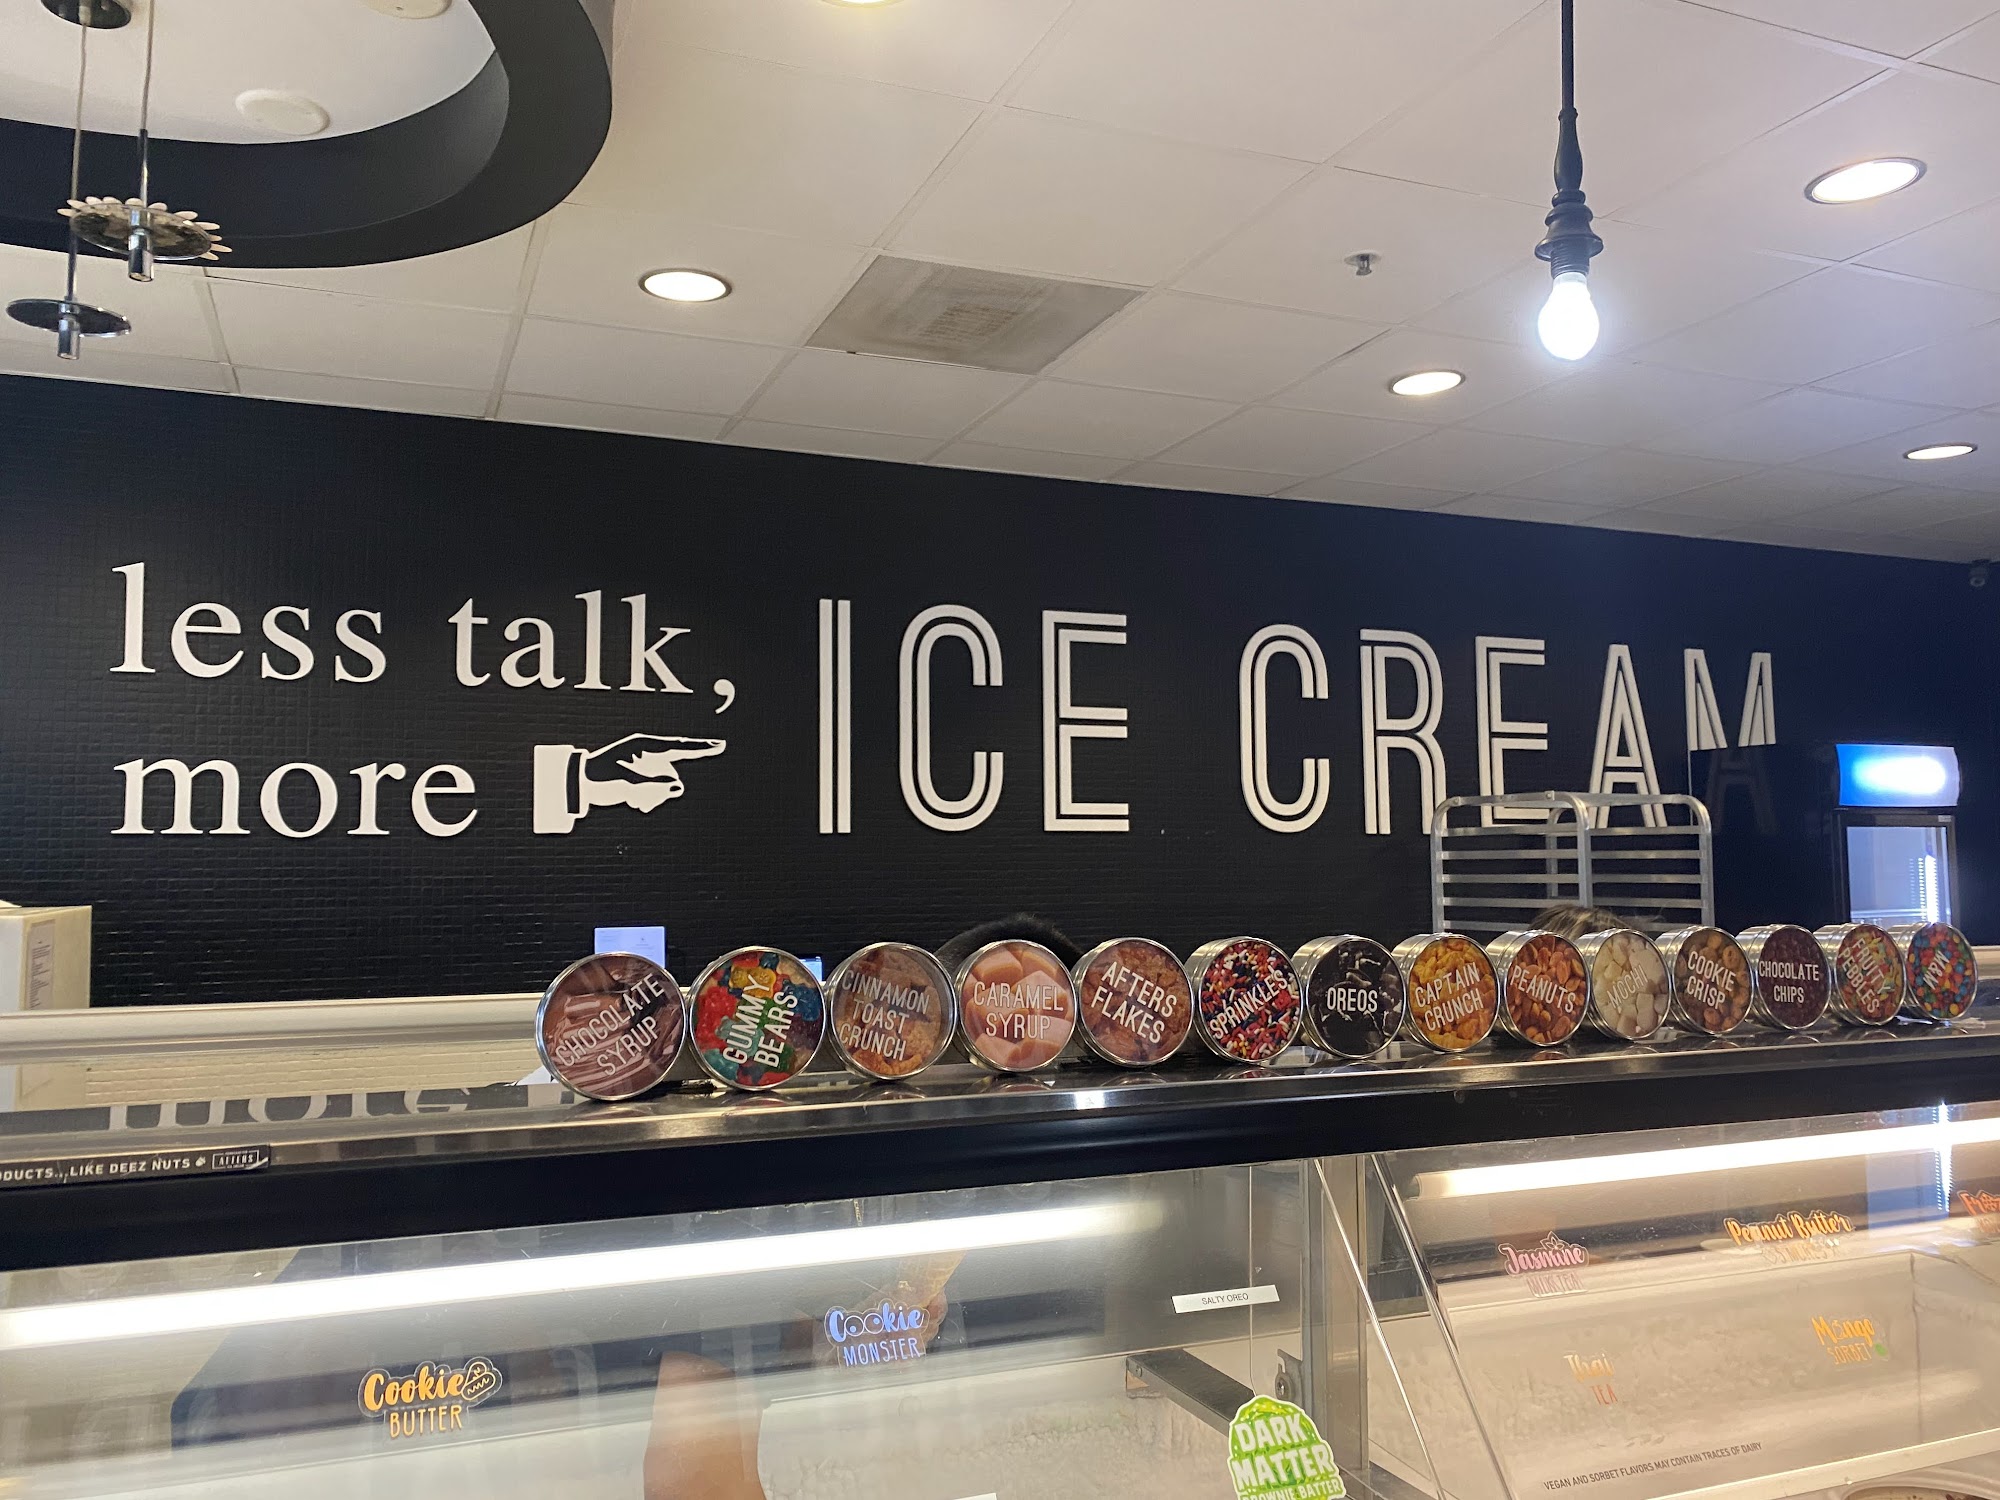 less talk,
more
ICE CREAM
CHOCOLATE
SYRUP
GUMMY
BEARS
CINNAMON
TOAST
CRUNCH
CARAMEL
SYRUP
AFTERS
FLAKES
SPRINKLES
OREOS
CAPTAIN
CRUNCH
PEANUTS
MOCHI
COOKIE
CRISP
CHOCOLATE
CHIPS
FRUITY
PEBBLES
M&M
ODUCTS...LIKE DEEZ NUTS
AFTERS
Cookie
BUTTER
Cookie
MONSTER
SALTY OREO
DARK
MATTER
BROWNIE BATTER
Jasmine
MILK TEA
Peanut Butter
Thai
TEA
Mango
SORBET
VEGAN AND SORBET FLAVORS MAY CONTAIN TRACES OF DAIRY